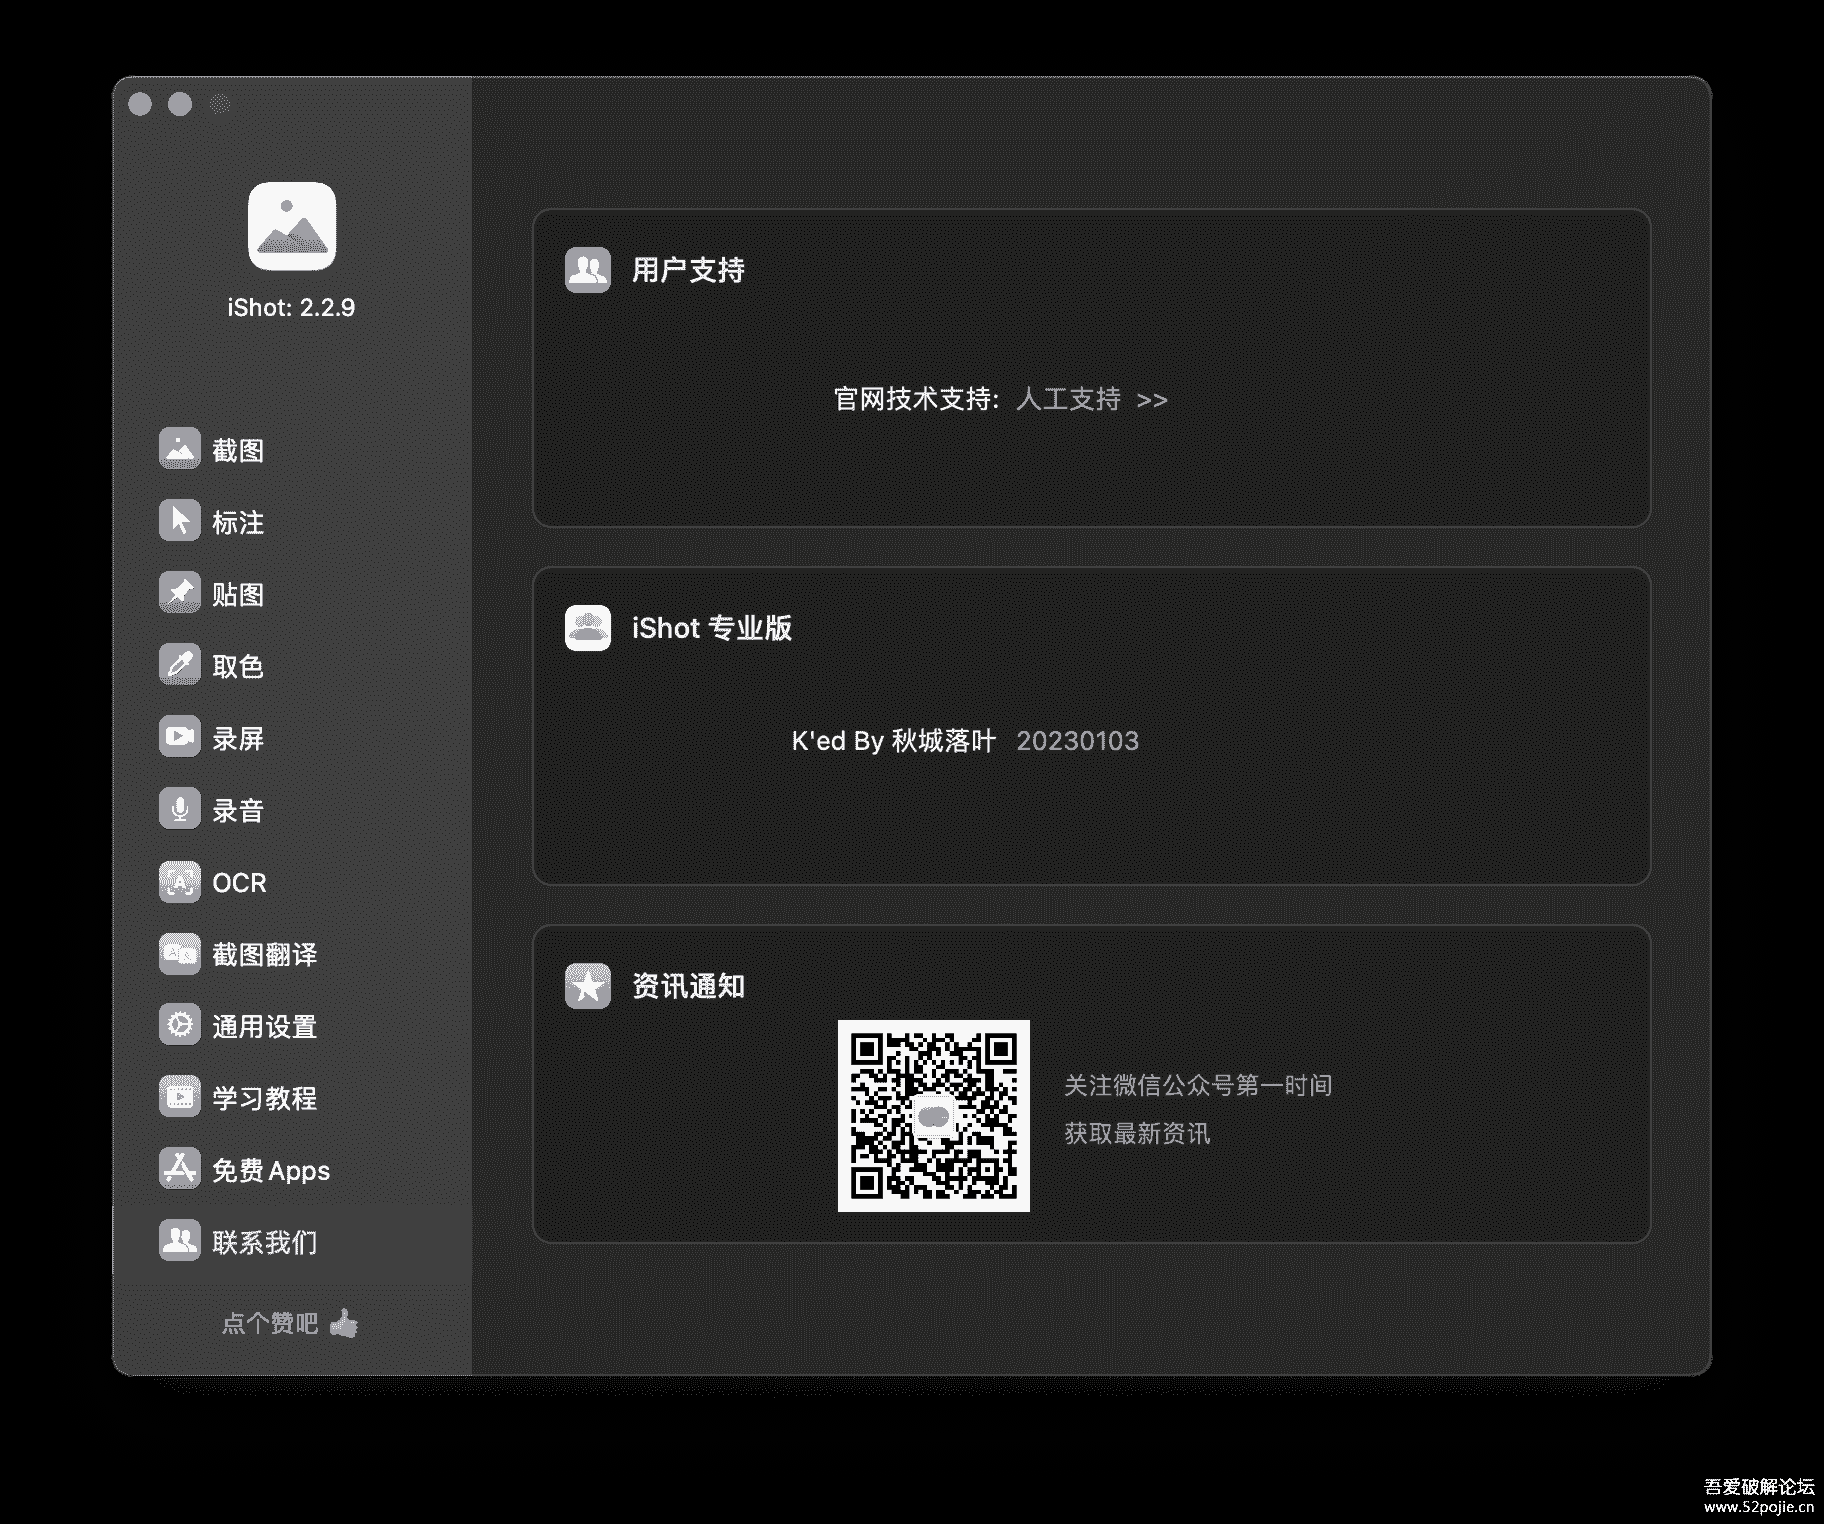 iShot: 2.2.9
截图
标注
贴图
取色
录屏
录音
OCR
截图翻译
通用设置
学习教程
免费Apps
联系我们
点个赞吧
用户支持
官网技术支持: 人工支持 >>
iShot 专业版
K'ed By 秋城落叶 20230103
资讯通知
关注微信公众号第一时间
获取最新资讯
吾爱破解论坛
www.52pojie.cn